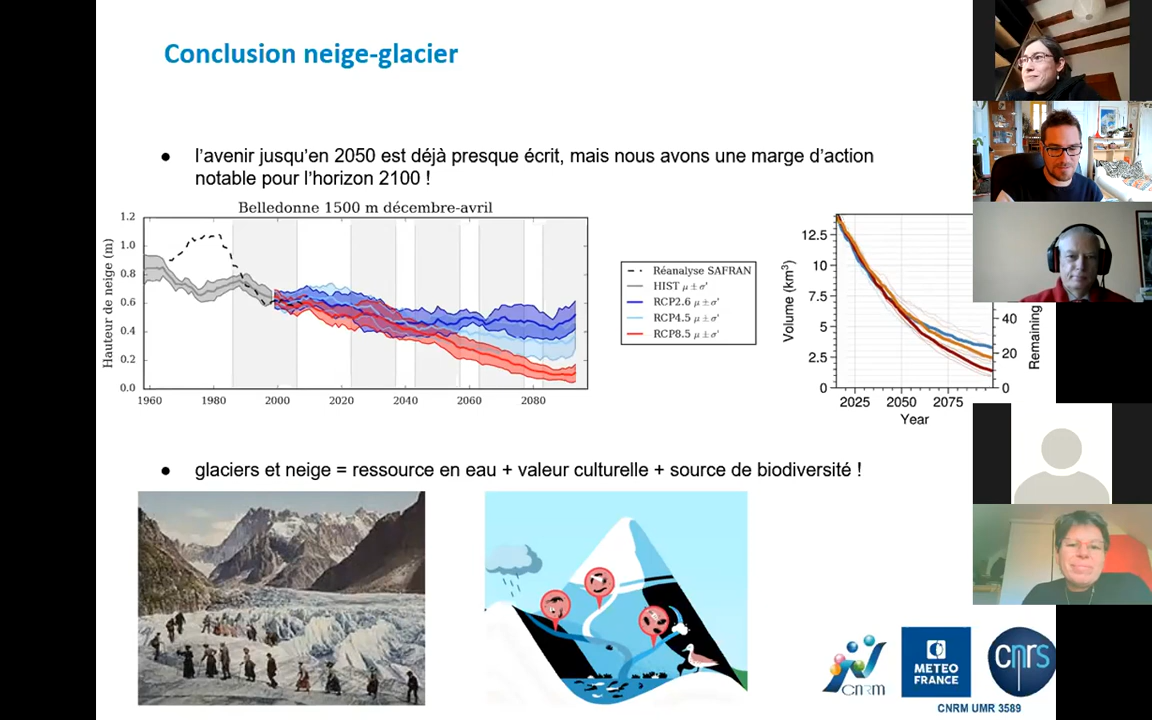 Conclusion neige-glacier
● l’avenir jusqu’en 2050 est déjà presque écrit, mais nous avons une marge d’action
notable pour l’horizon 2100 !
Belledonne 1500 m décembre-avril
Hauteur de neige (m)
1.2
1.0
0.8
0.6
0.4
0.2
0.0
1960 1980 2000 2020 2040 2060 2080
Réanalyse SAFRAN
HIST μ ± σ'
RCP2.6 μ ± σ'
RCP4.5 μ ± σ'
RCP8.5 μ ± σ'
Volume (km³)
12.5
10
7.5
5
2.5
0
2025 2050 2075
Year
40
20
0
Remaining
● glaciers et neige = ressource en eau + valeur culturelle + source de biodiversité !
CNRM
METEO
FRANCE
cnrs
CNRM UMR 3589